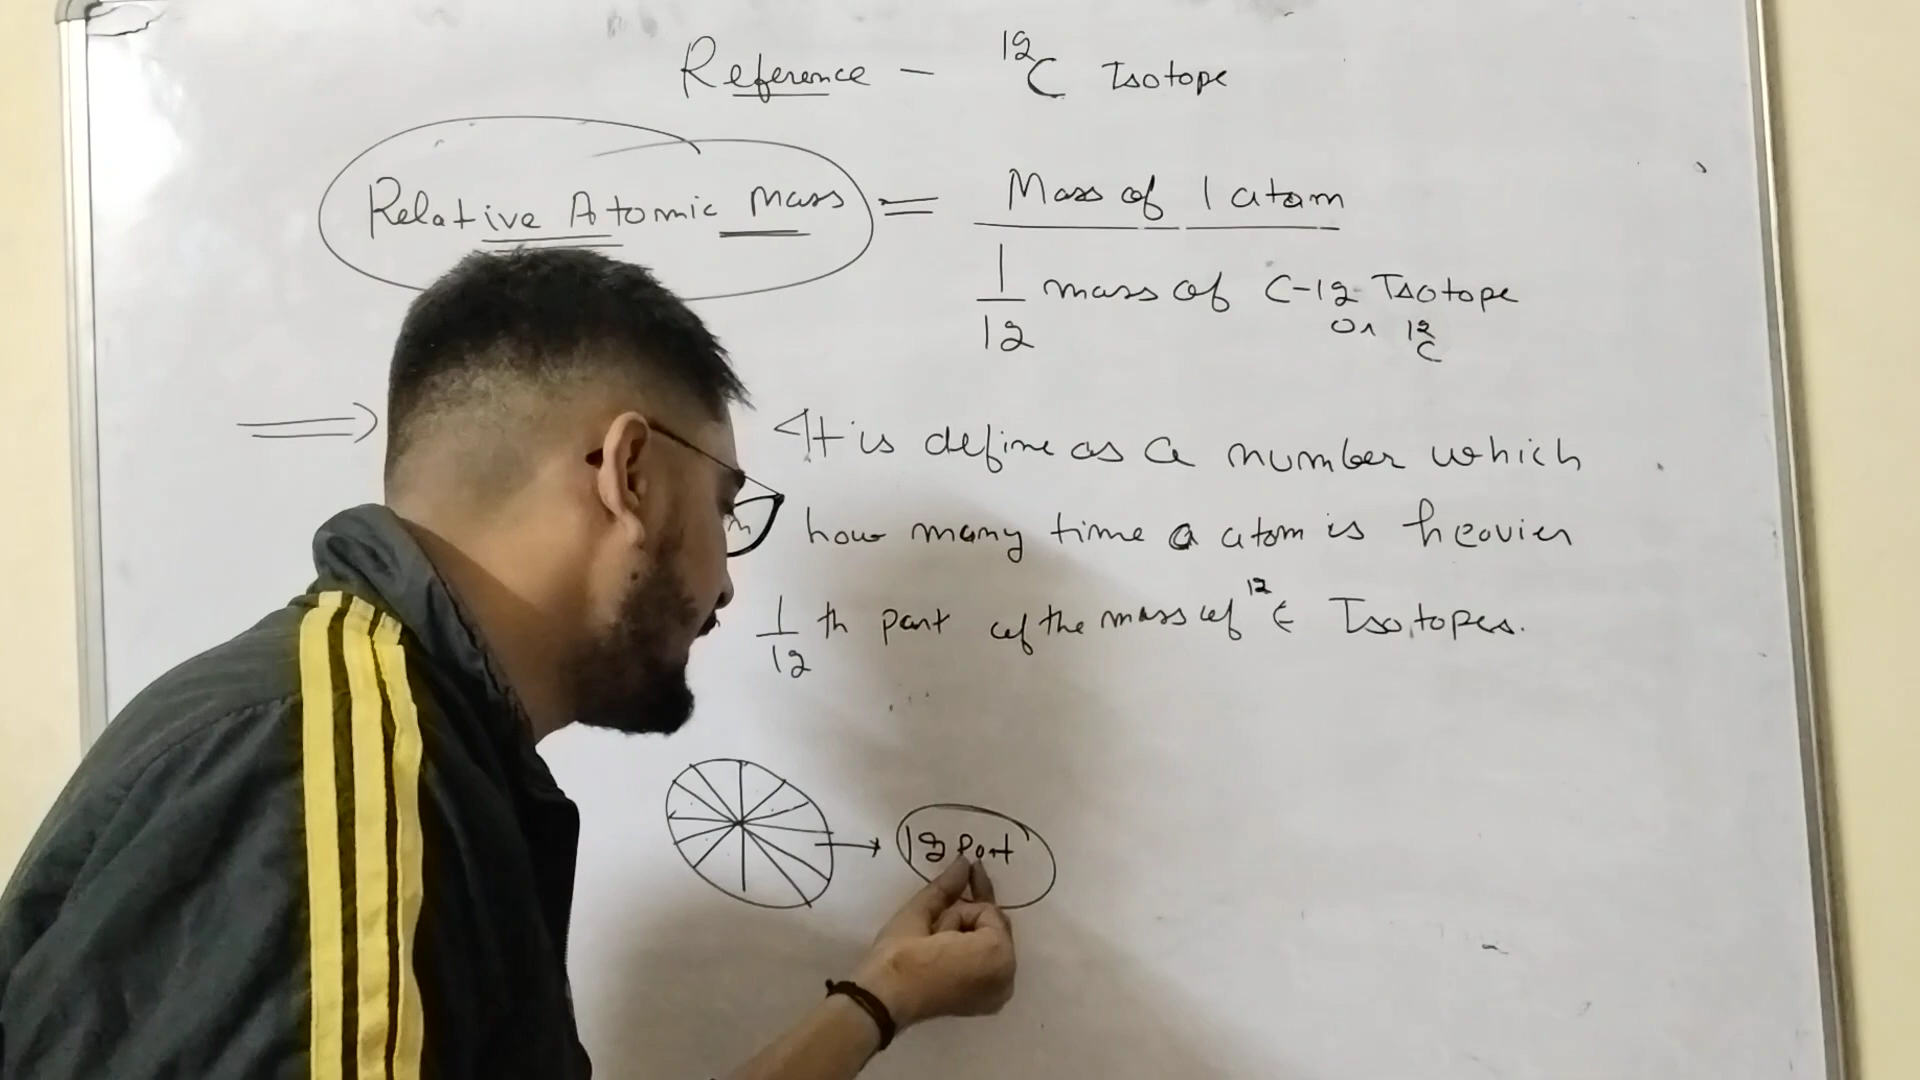 Reference - ¹²C Isotope
Relative Atomic Mass = Mass of 1 atom
1/12 mass of C-12 Isotope
or ¹²C
⇒ It is define as a number which
how many time a atom is heavier
1/12 th part of the mass of ¹²C Isotopes.
→ 12 Part